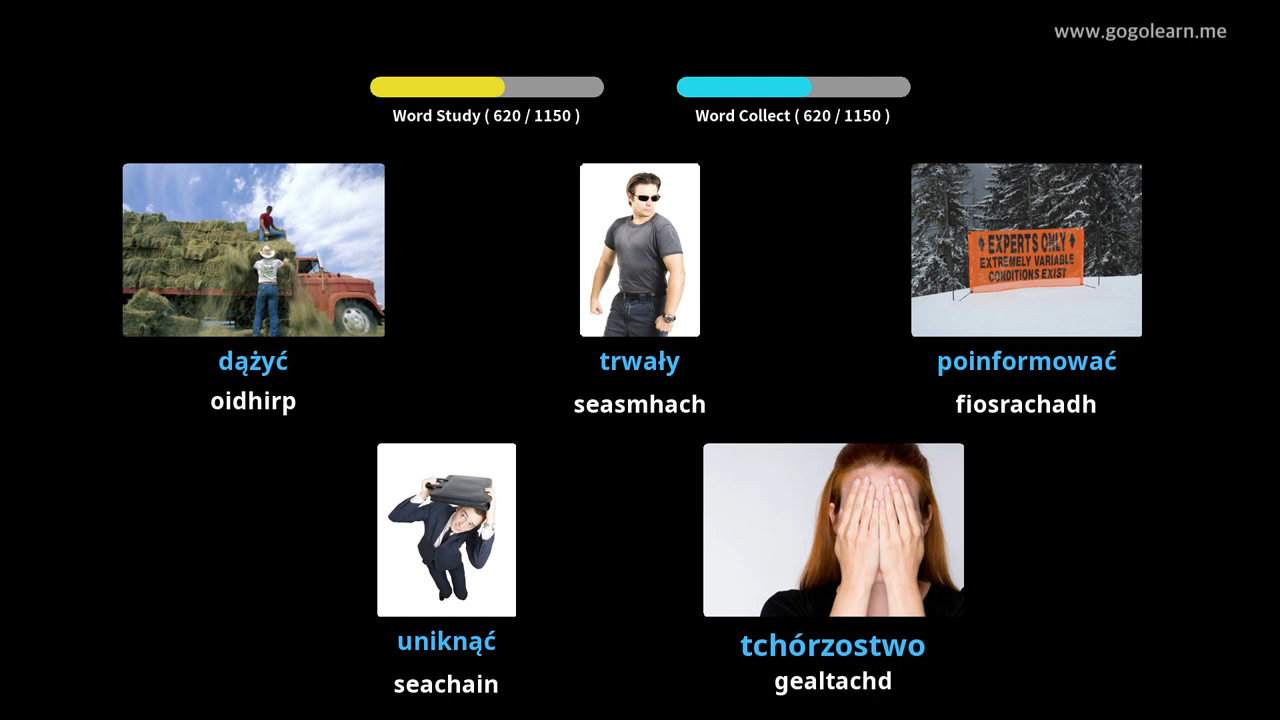 www.gogolearn.me
Word Study ( 620 / 1150 )
Word Collect ( 620 / 1150 )
EXPERTS ONLY
EXTREMELY VARIABLE
CONDITIONS EXIST
dążyć
oidhirp
trwały
seasmhach
poinformować
fiosrachadh
uniknąć
seachain
tchórzostwo
gealtachd